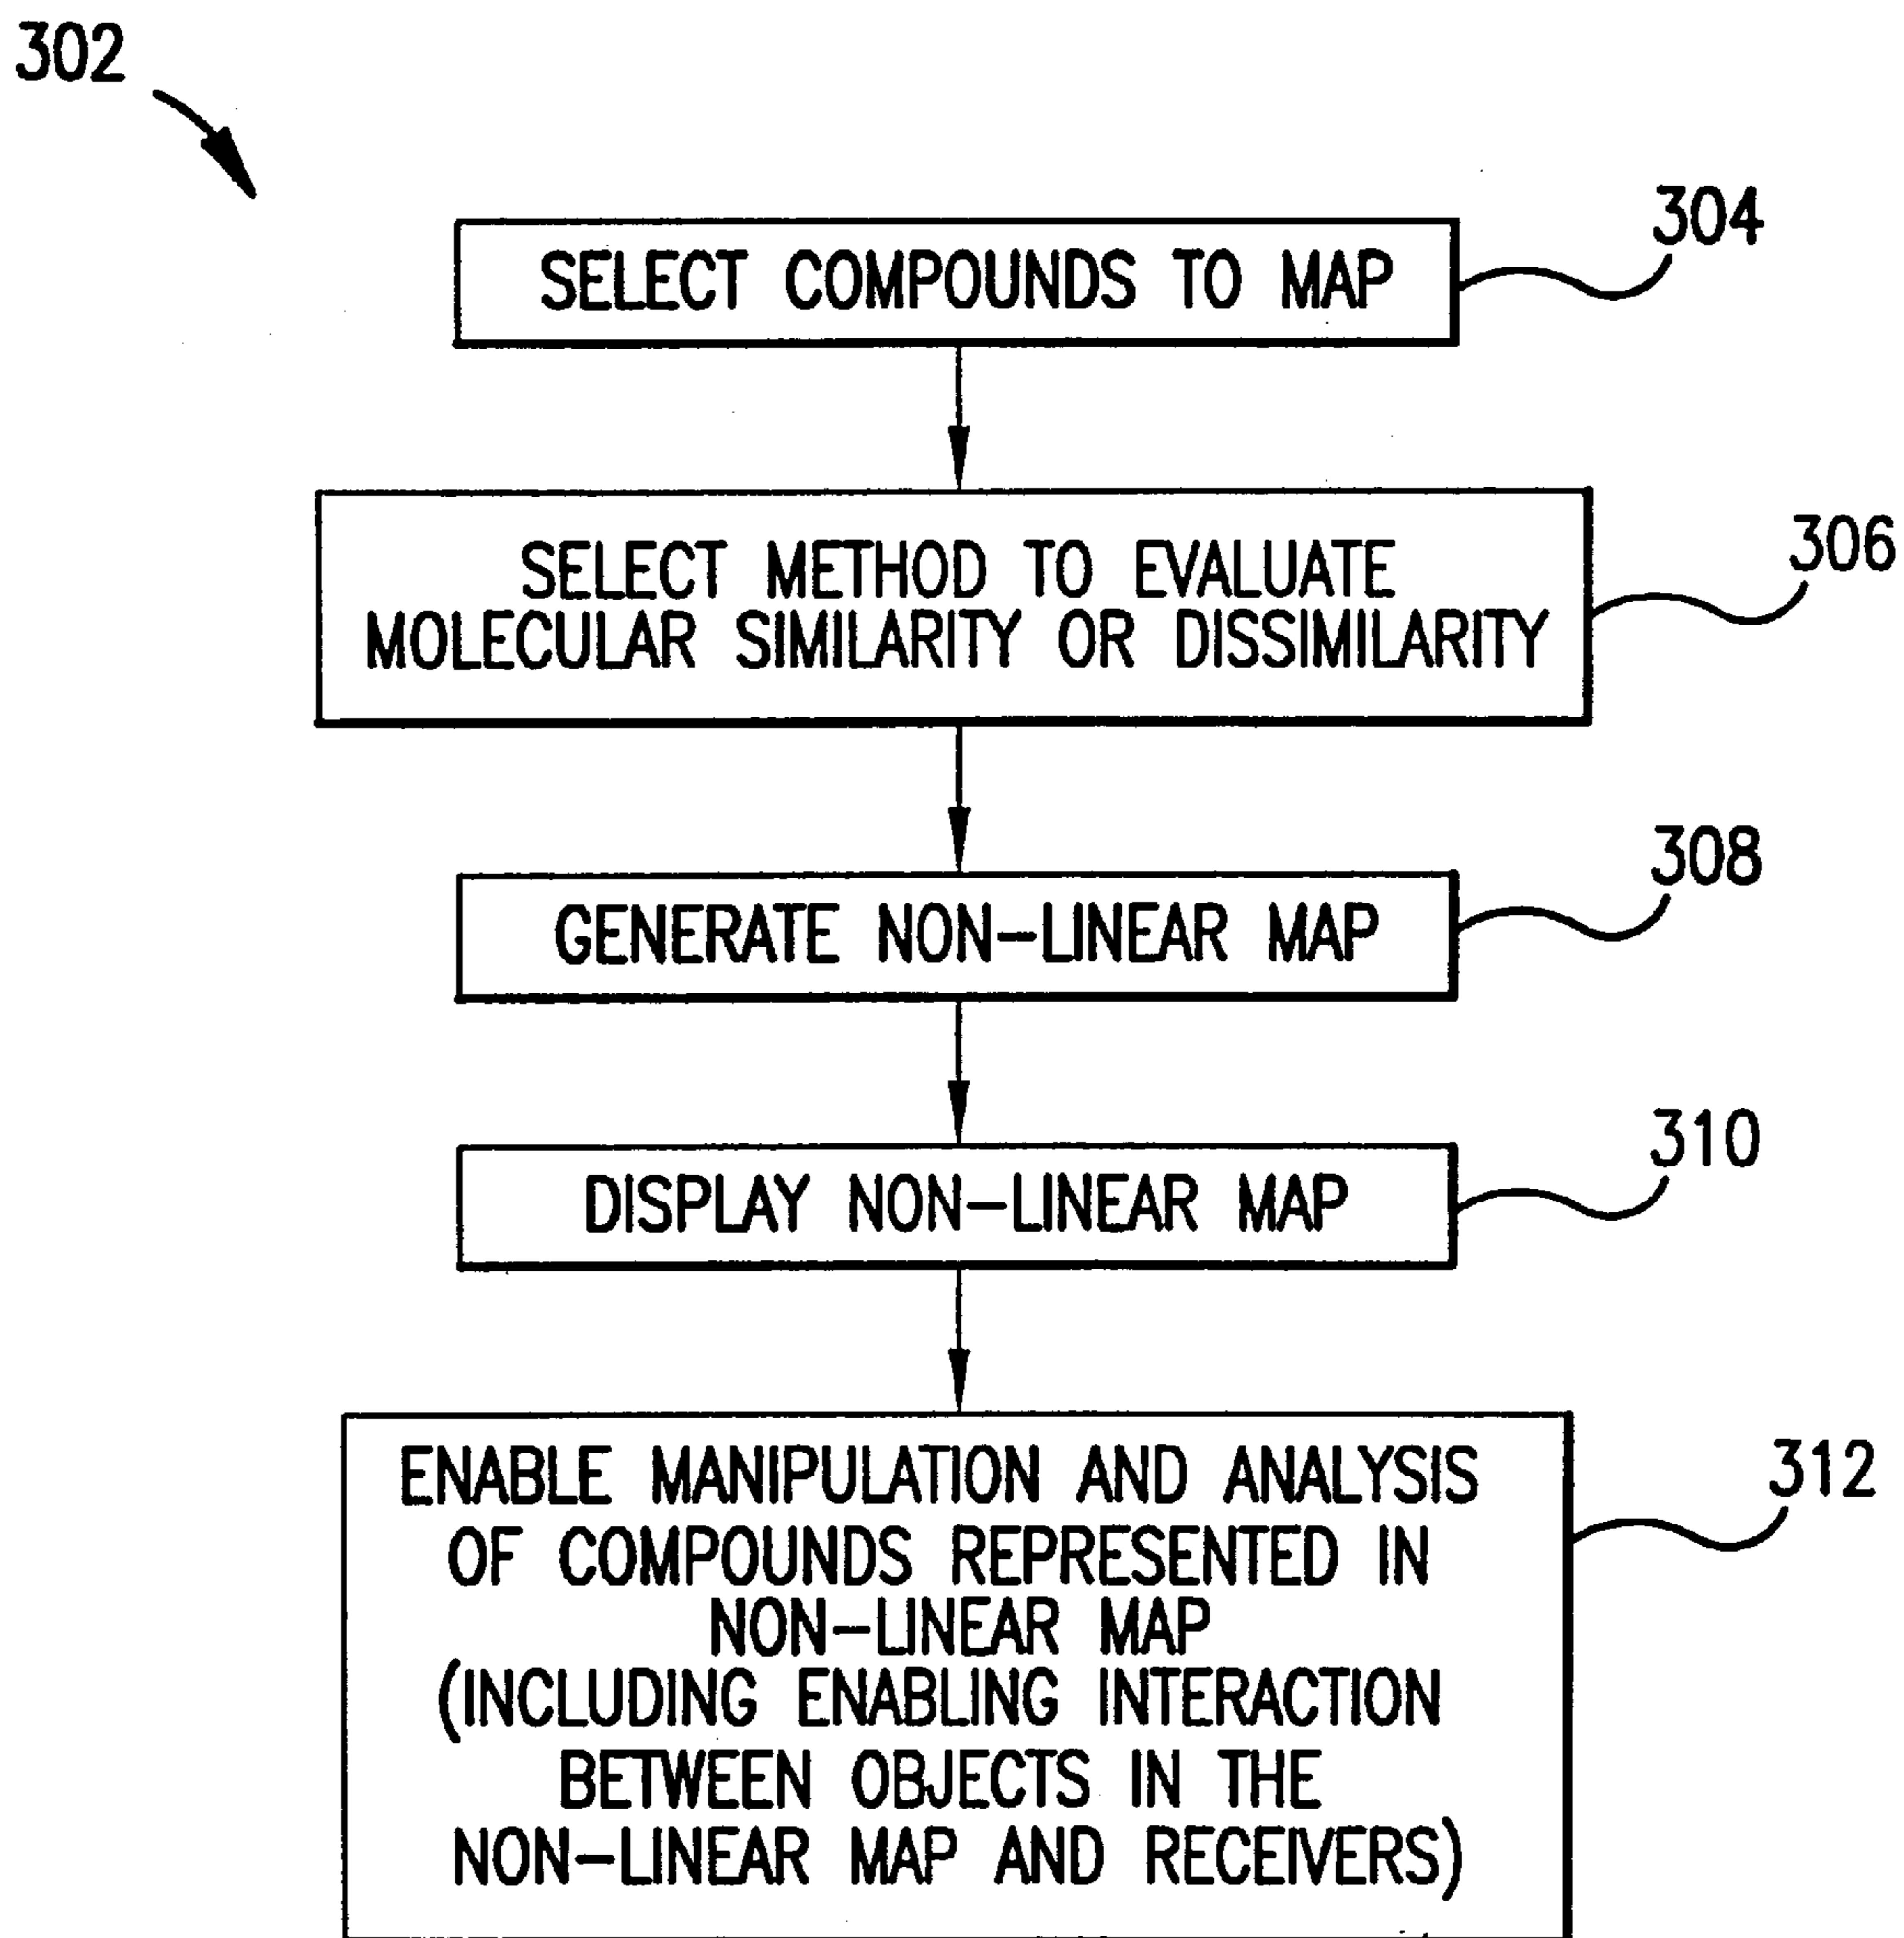 302
SELECT COMPOUNDS TO MAP
304
SELECT METHOD TO EVALUATE
MOLECULAR SIMILARITY OR DISSIMILARITY
306
GENERATE NON-LINEAR MAP
308
DISPLAY NON-LINEAR MAP
310
ENABLE MANIPULATION AND ANALYSIS
OF COMPOUNDS REPRESENTED IN
NON-LINEAR MAP
(INCLUDING ENABLING INTERACTION
BETWEEN OBJECTS IN THE
NON-LINEAR MAP AND RECEIVERS)
312